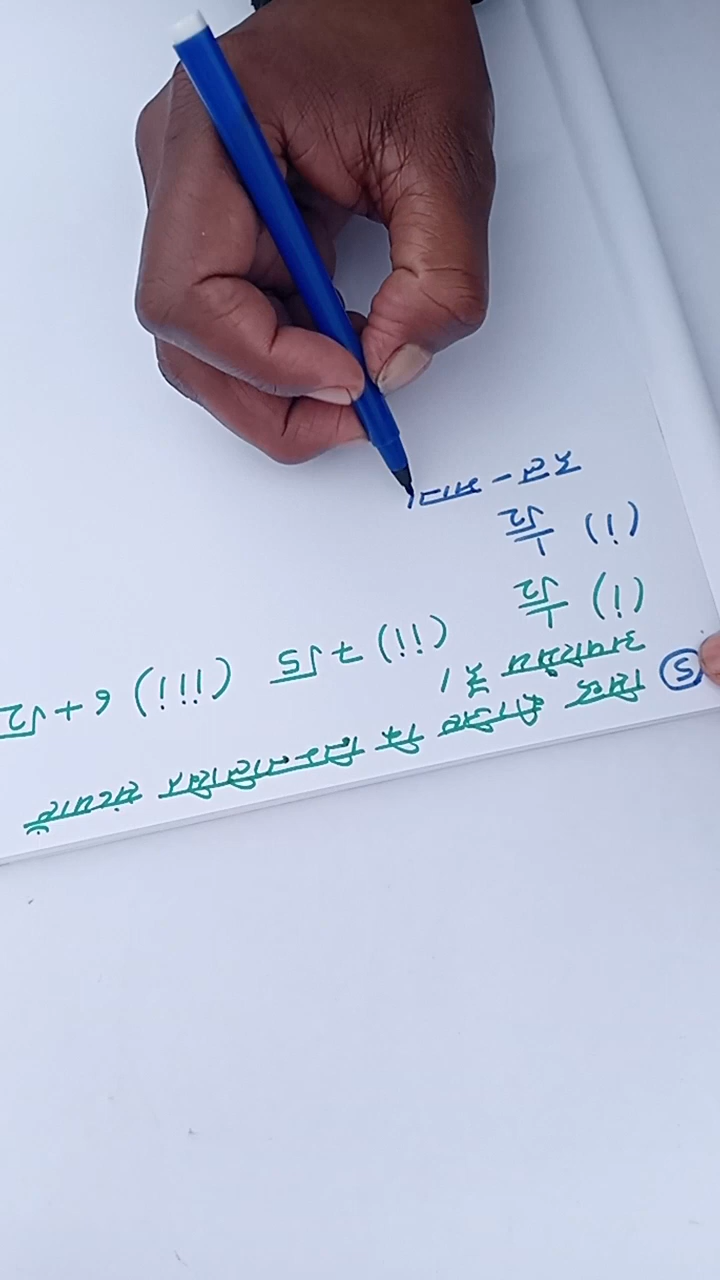 ⑤ सिद्ध कीजिए कि निम्नलिखित संख्याएँ
अपरिमेय हैं।
(i) 1/√2 (ii) 7√5 (iii) 6+√2
(i) 1/√2
हल - माना